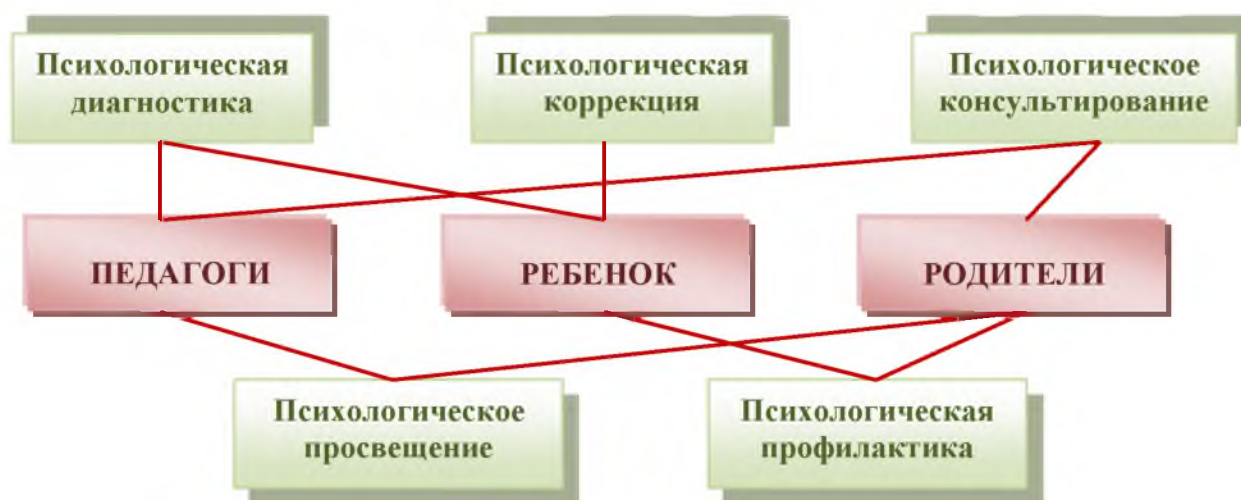 Психологическая
диагностика
Психологическая
коррекция
Психологическое
консультирование
ПЕДАГОГИ
РЕБЕНОК
РОДИТЕЛИ
Психологическое
просвещение
Психологическая
профилактика